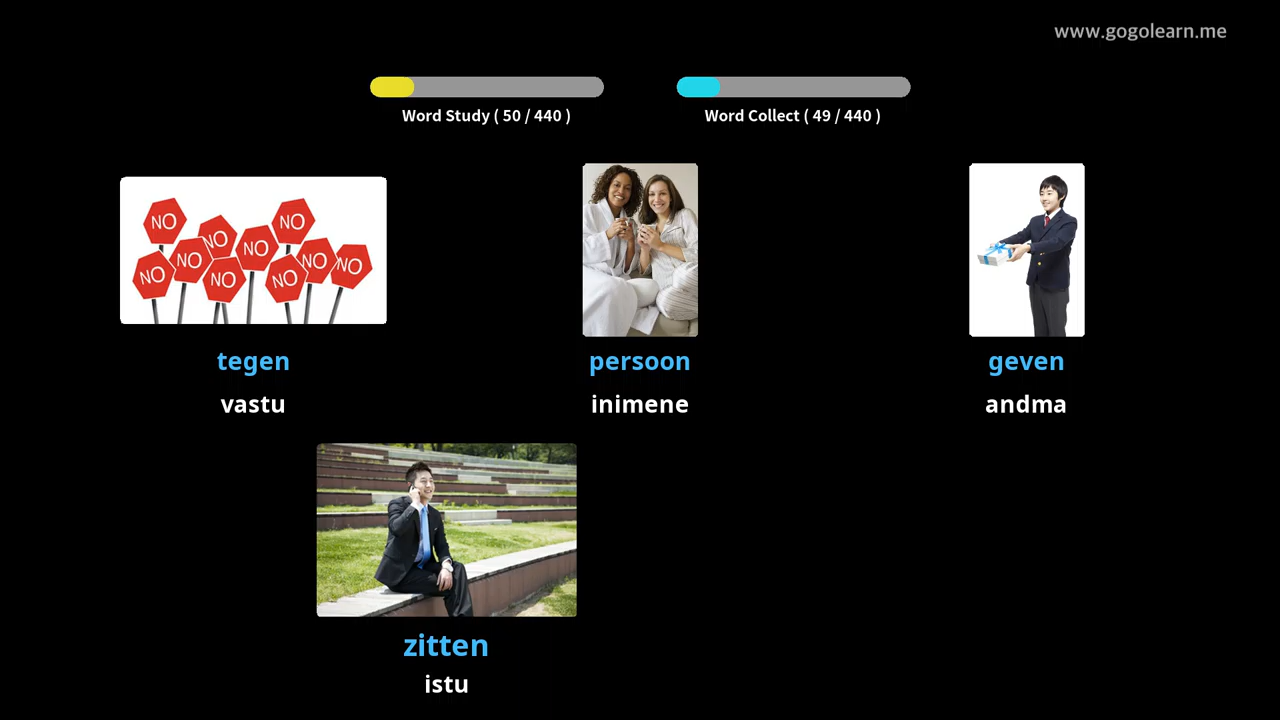 www.gogolearn.me
Word Study ( 50 / 440 )
Word Collect ( 49 / 440 )
NO
NO
NO
NO
NO
NO
NO
NO
NO
NO
tegen
persoon
geven
vastu
inimene
andma
zitten
istu